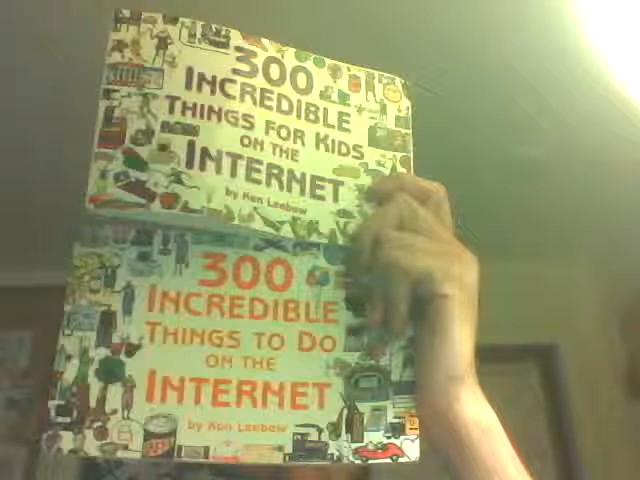 300
INCREDIBLE
THINGS FOR KIDS
ON THE
INTERNET
by Ken Leebow
300
INCREDIBLE
THINGS TO DO
ON THE
INTERNET
by Ken Leebow